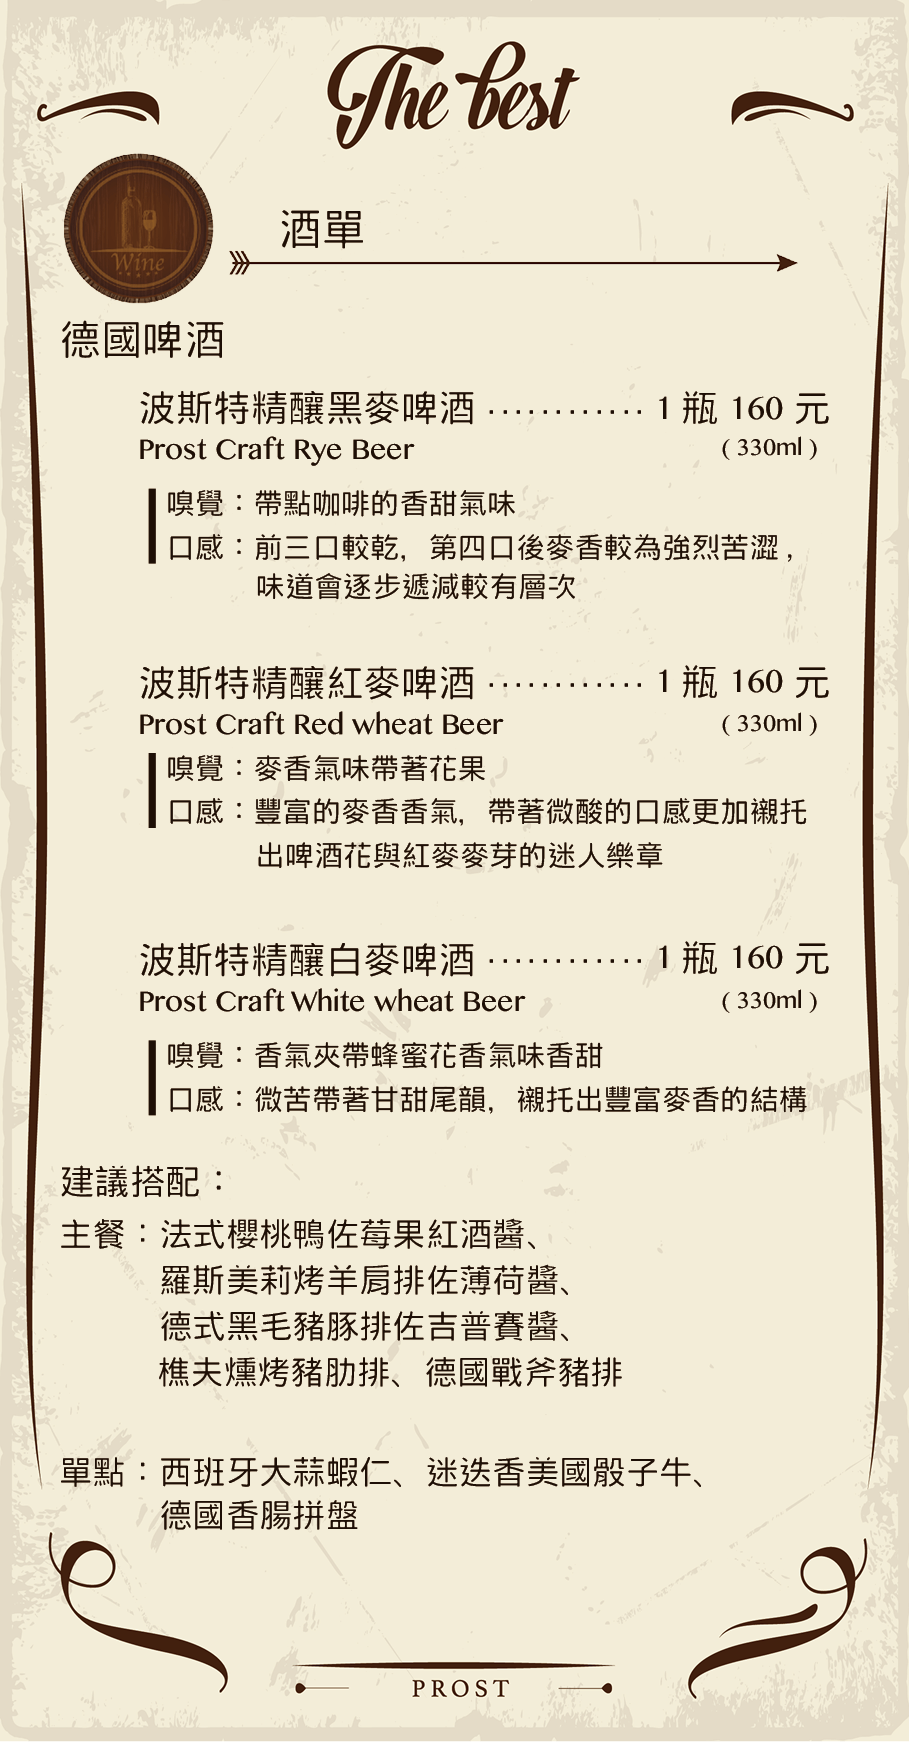 The best
Wine
酒單
德國啤酒
波斯特精釀黑麥啤酒 ············ 1 瓶 160 元
Prost Craft Rye Beer ( 330ml )
嗅覺：帶點咖啡的香甜氣味
口感：前三口較乾，第四口後麥香較為強烈苦澀，
味道會逐步遞減較有層次
波斯特精釀紅麥啤酒 ············ 1 瓶 160 元
Prost Craft Red wheat Beer ( 330ml )
嗅覺：麥香氣味帶著花果
口感：豐富的麥香香氣，帶著微酸的口感更加襯托
出啤酒花與紅麥麥芽的迷人樂章
波斯特精釀白麥啤酒 ············ 1 瓶 160 元
Prost Craft White wheat Beer ( 330ml )
嗅覺：香氣夾帶蜂蜜花香氣味香甜
口感：微苦帶著甘甜尾韻，襯托出豐富麥香的結構
建議搭配：
主餐：法式櫻桃鴨佐莓果紅酒醬、
羅斯美莉烤羊肩排佐薄荷醬、
德式黑毛豬豚排佐吉普賽醬、
樵夫燻烤豬肋排、德國戰斧豬排
單點：西班牙大蒜蝦仁、迷迭香美國骰子牛、
德國香腸拼盤
PROST